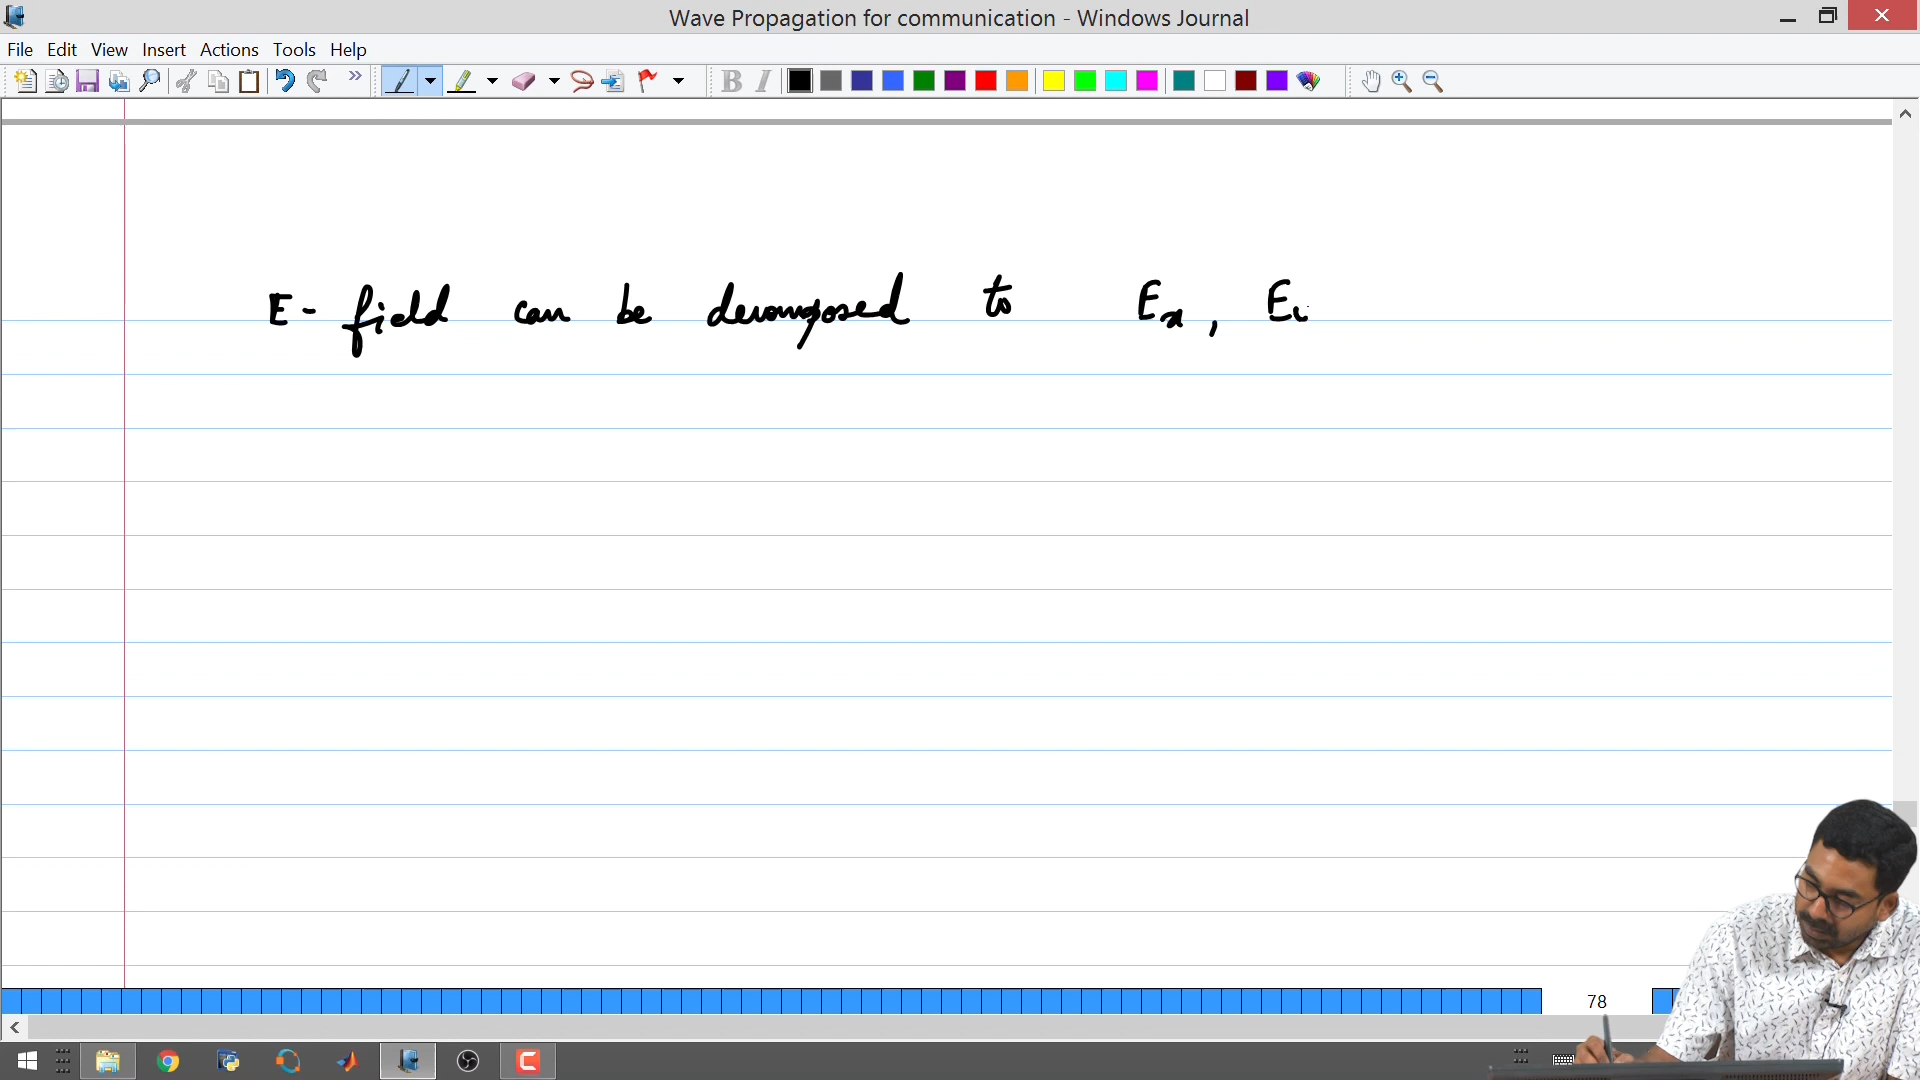 Wave Propagation for communication - Windows Journal
File Edit View Insert Actions Tools Help
B I
E - field can be decomposed to Ex, E
78